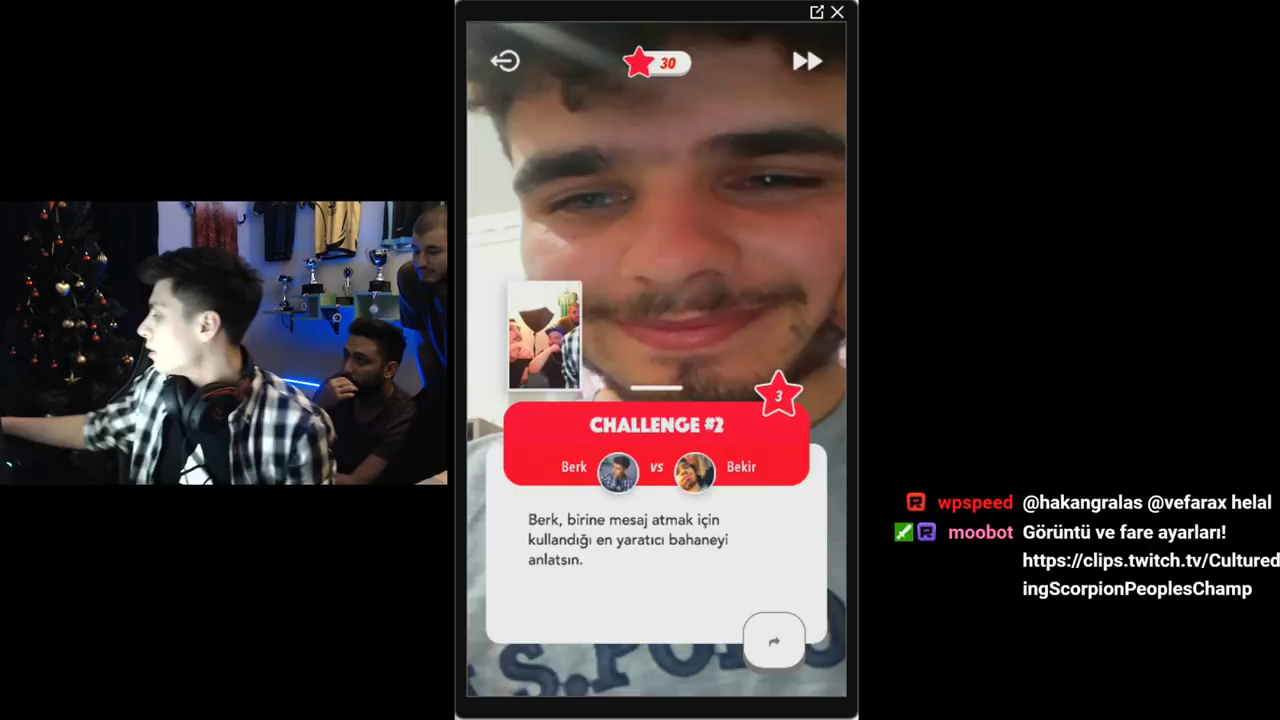 30
3
CHALLENGE #2
Berk vs Bekir
Berk, birine mesaj atmak için
kullandığı en yaratıcı bahaneyi
anlatsın.
wpspeed @hakangralas @vefarax helal
moobot Görüntü ve fare ayarları!
https://clips.twitch.tv/Cultured
ingScorpionPeoplesChamp